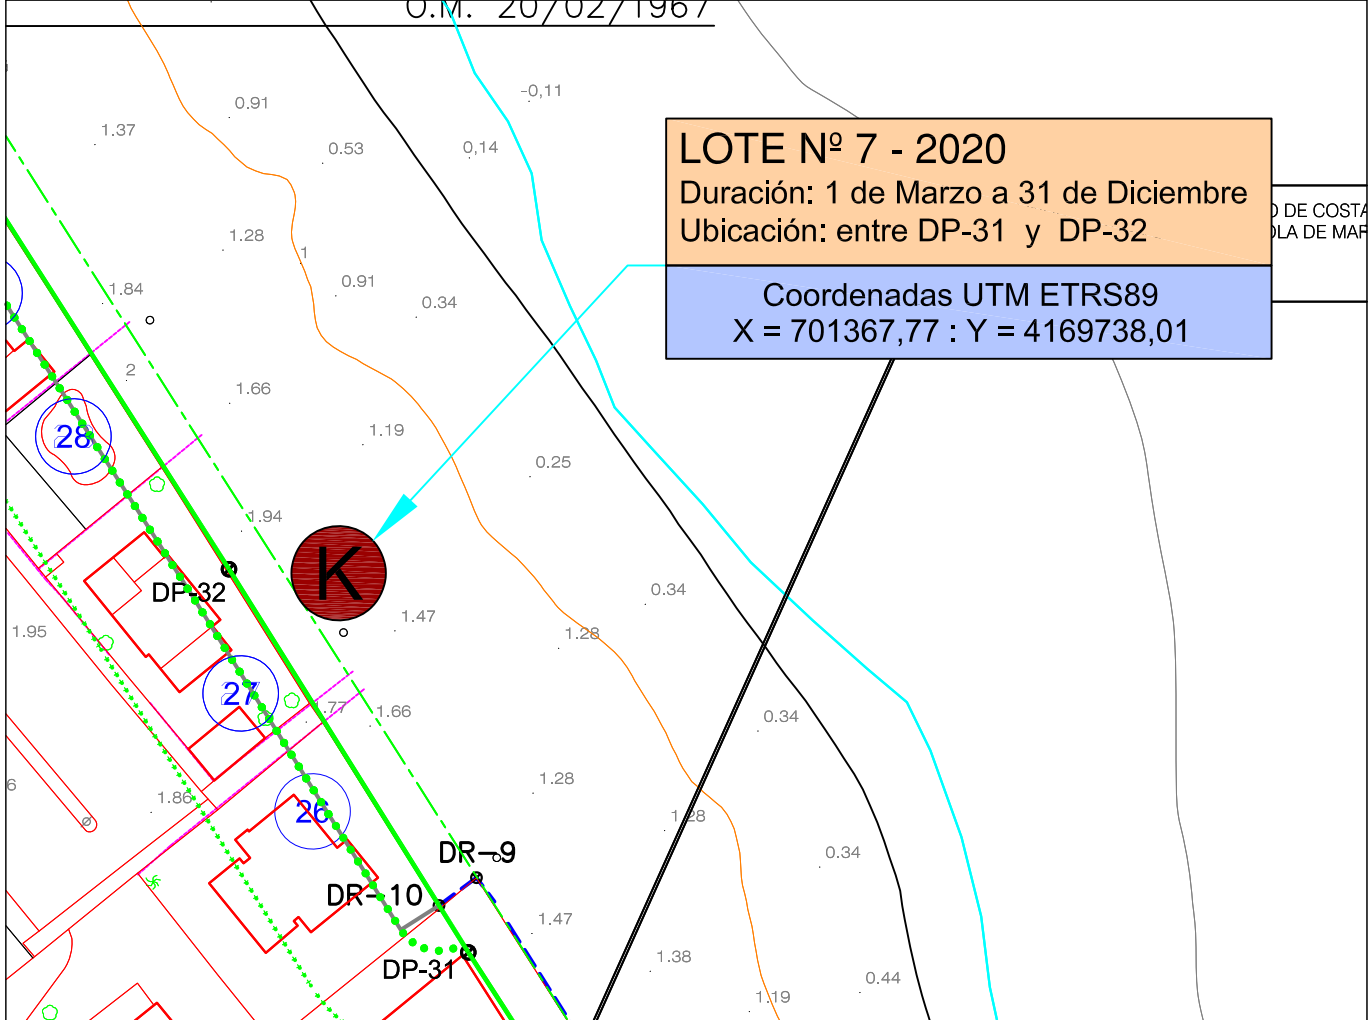 O.M. 20/02/1967
-0,11
0.91
1.37
0.53
0,14
LOTE Nº 7 - 2020
Duración: 1 de Marzo a 31 de Diciembre
Ubicación: entre DP-31 y DP-32
DE COSTA
OLA DE MAR
1.28
1
0.91
1.84
0.34
Coordenadas UTM ETRS89
X = 701367,77 : Y = 4169738,01
2
1.66
1.19
28
0.25
1.94
K
DP-32
0.34
1.47
1.95
1.28
27
1.77
1.66
0.34
1.28
6
1.86
26
1.28
0.34
DR-9
DR-10
1.47
DP-31
1.38
0.44
1.19